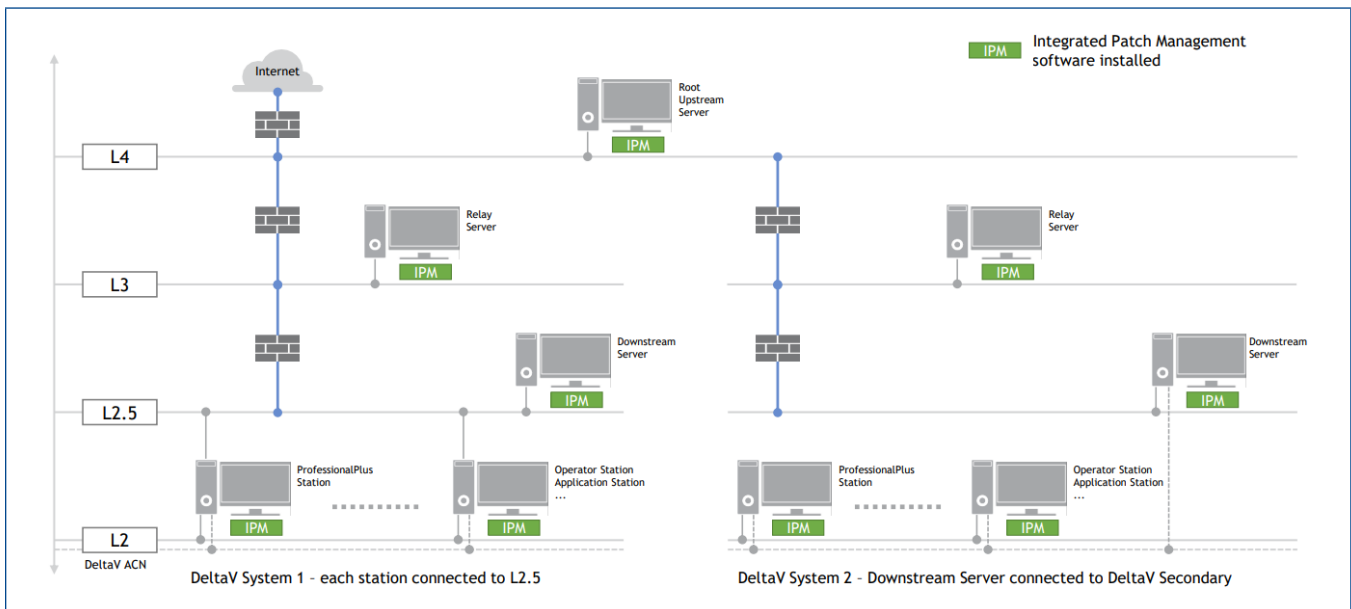 IPM
Integrated Patch Management
software installed
Internet
Root
Upstream
Server
IPM
L4
Relay
Server
IPM
Relay
Server
IPM
L3
Downstream
Server
IPM
Downstream
Server
IPM
L2.5
ProfessionalPlus
Station
IPM
Operator Station
Application Station
...
IPM
ProfessionalPlus
Station
IPM
Operator Station
Application Station
...
IPM
L2
DeltaV ACN
DeltaV System 1 - each station connected to L2.5
DeltaV System 2 - Downstream Server connected to DeltaV Secondary